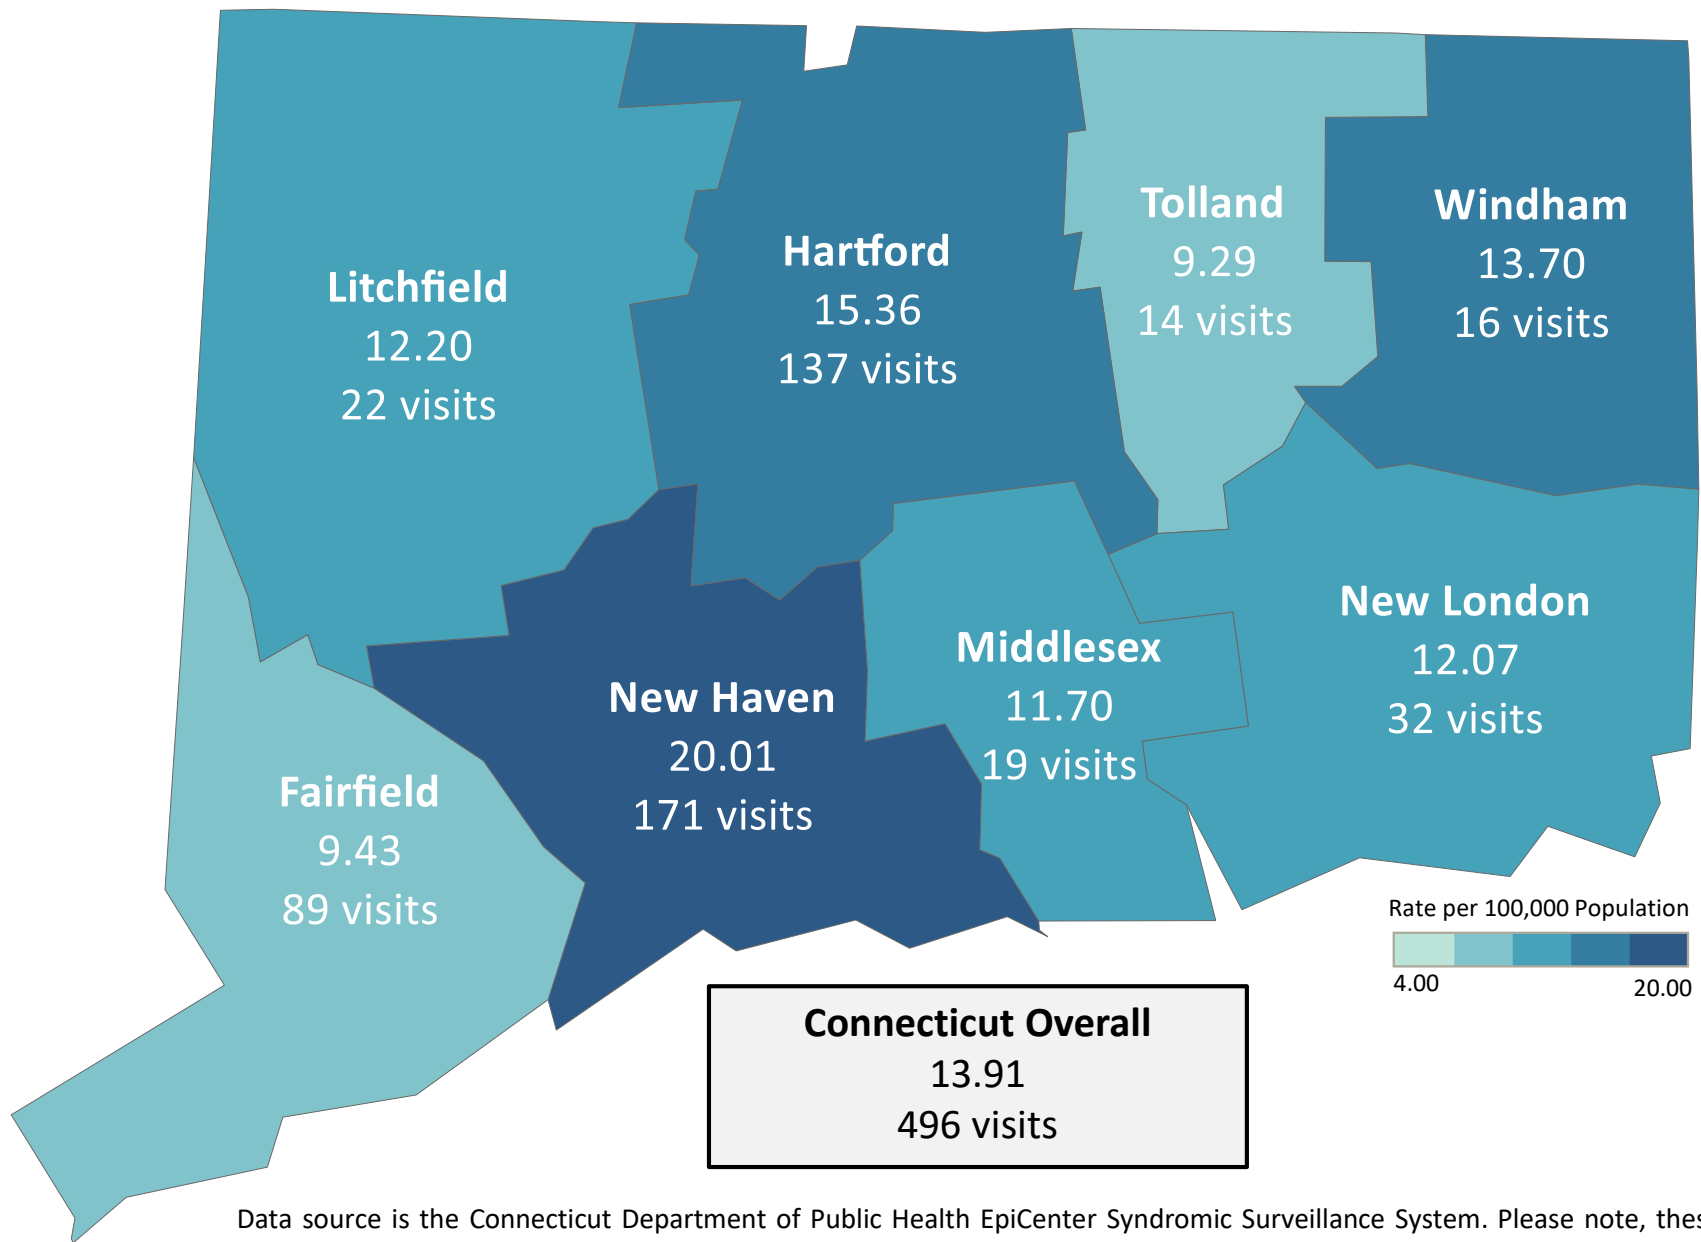 Litchfield
12.20
22 visits
Hartford
15.36
137 visits
Tolland
9.29
14 visits
Windham
13.70
16 visits
Fairfield
9.43
89 visits
New Haven
20.01
171 visits
Middlesex
11.70
19 visits
New London
12.07
32 visits
Rate per 100,000 Population
4.00
20.00
Connecticut Overall
13.91
496 visits
Data source is the Connecticut Department of Public Health EpiCenter Syndromic Surveillance System. Please note,